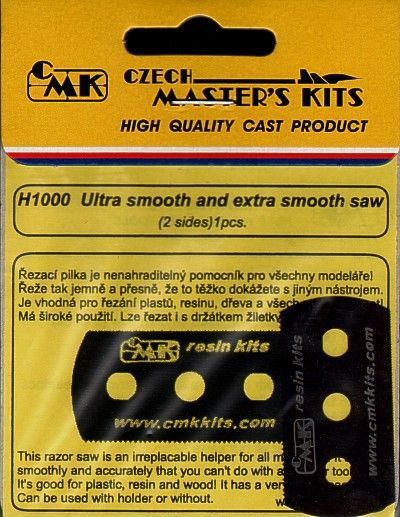 CMK
CZECH
MASTER'S KITS
HIGH QUALITY CAST PRODUCT
H1000 Ultra smooth and extra smooth saw
(2 sides)1pcs.
Řezací pilka je nenahraditelný pomocník pro všechny modeláře!
Řeže tak jemně a přesně, že to těžko dokážete s jiným nástrojem.
Je vhodná pro řezání plastů, resinu, dřeva a
Má široké použití. Lze řezat i s držátkem žiletky
CMK resin kits
www.cmkkits.com
CMK resin kits
www.cmkkits.com
This razor saw is an irreplacable helper for all
smoothly and accurately that you can't do with
It's good for plastic, resin and wood! It has a
Can be used with holder or without.